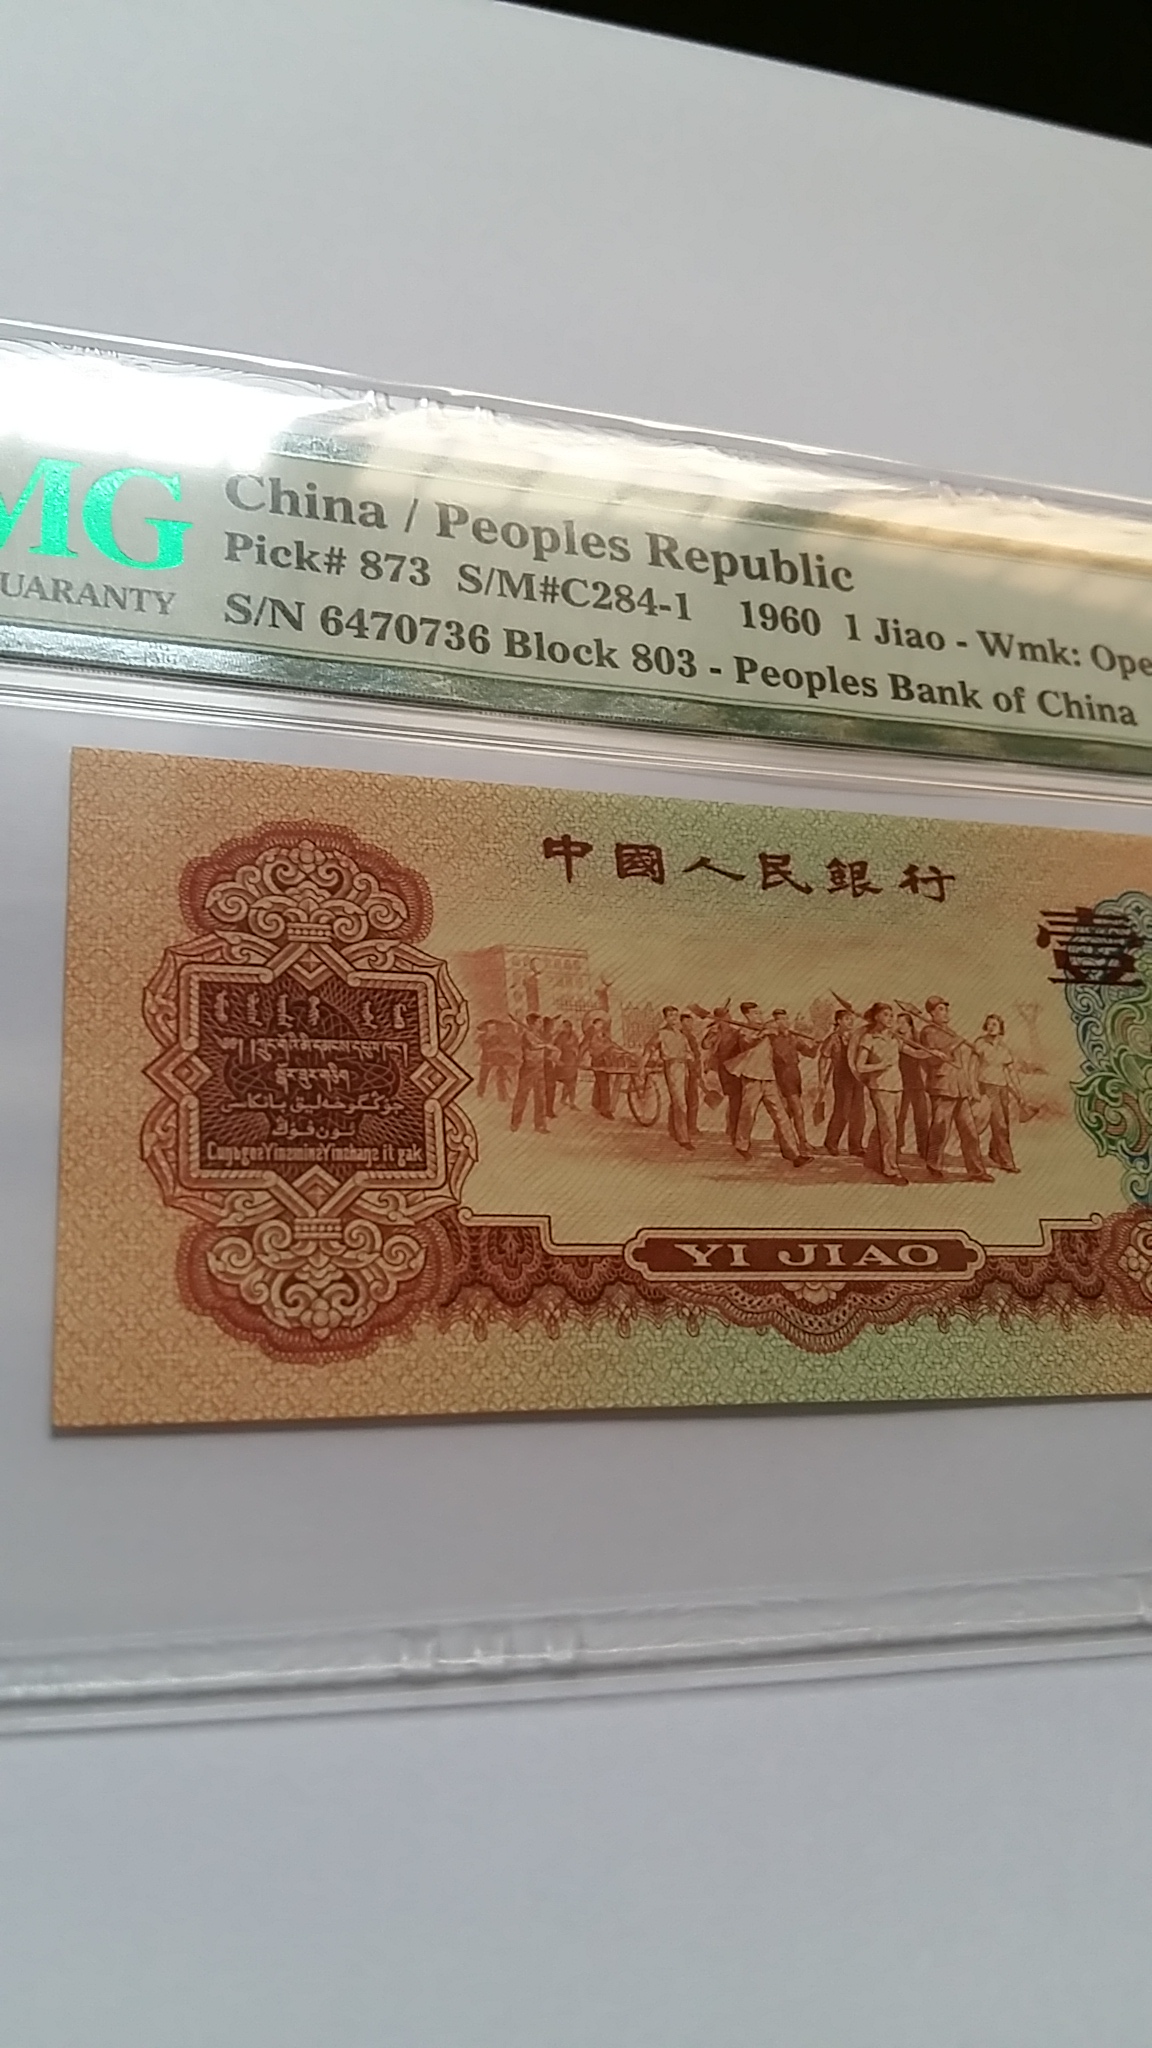 MG
UARANTY
China / Peoples Republic
Pick# 873 S/M#C284-1 1960 1 Jiao - Wmk: Ope
S/N 6470736 Block 803 - Peoples Bank of China
中國人民銀行
壹
YI JIAO